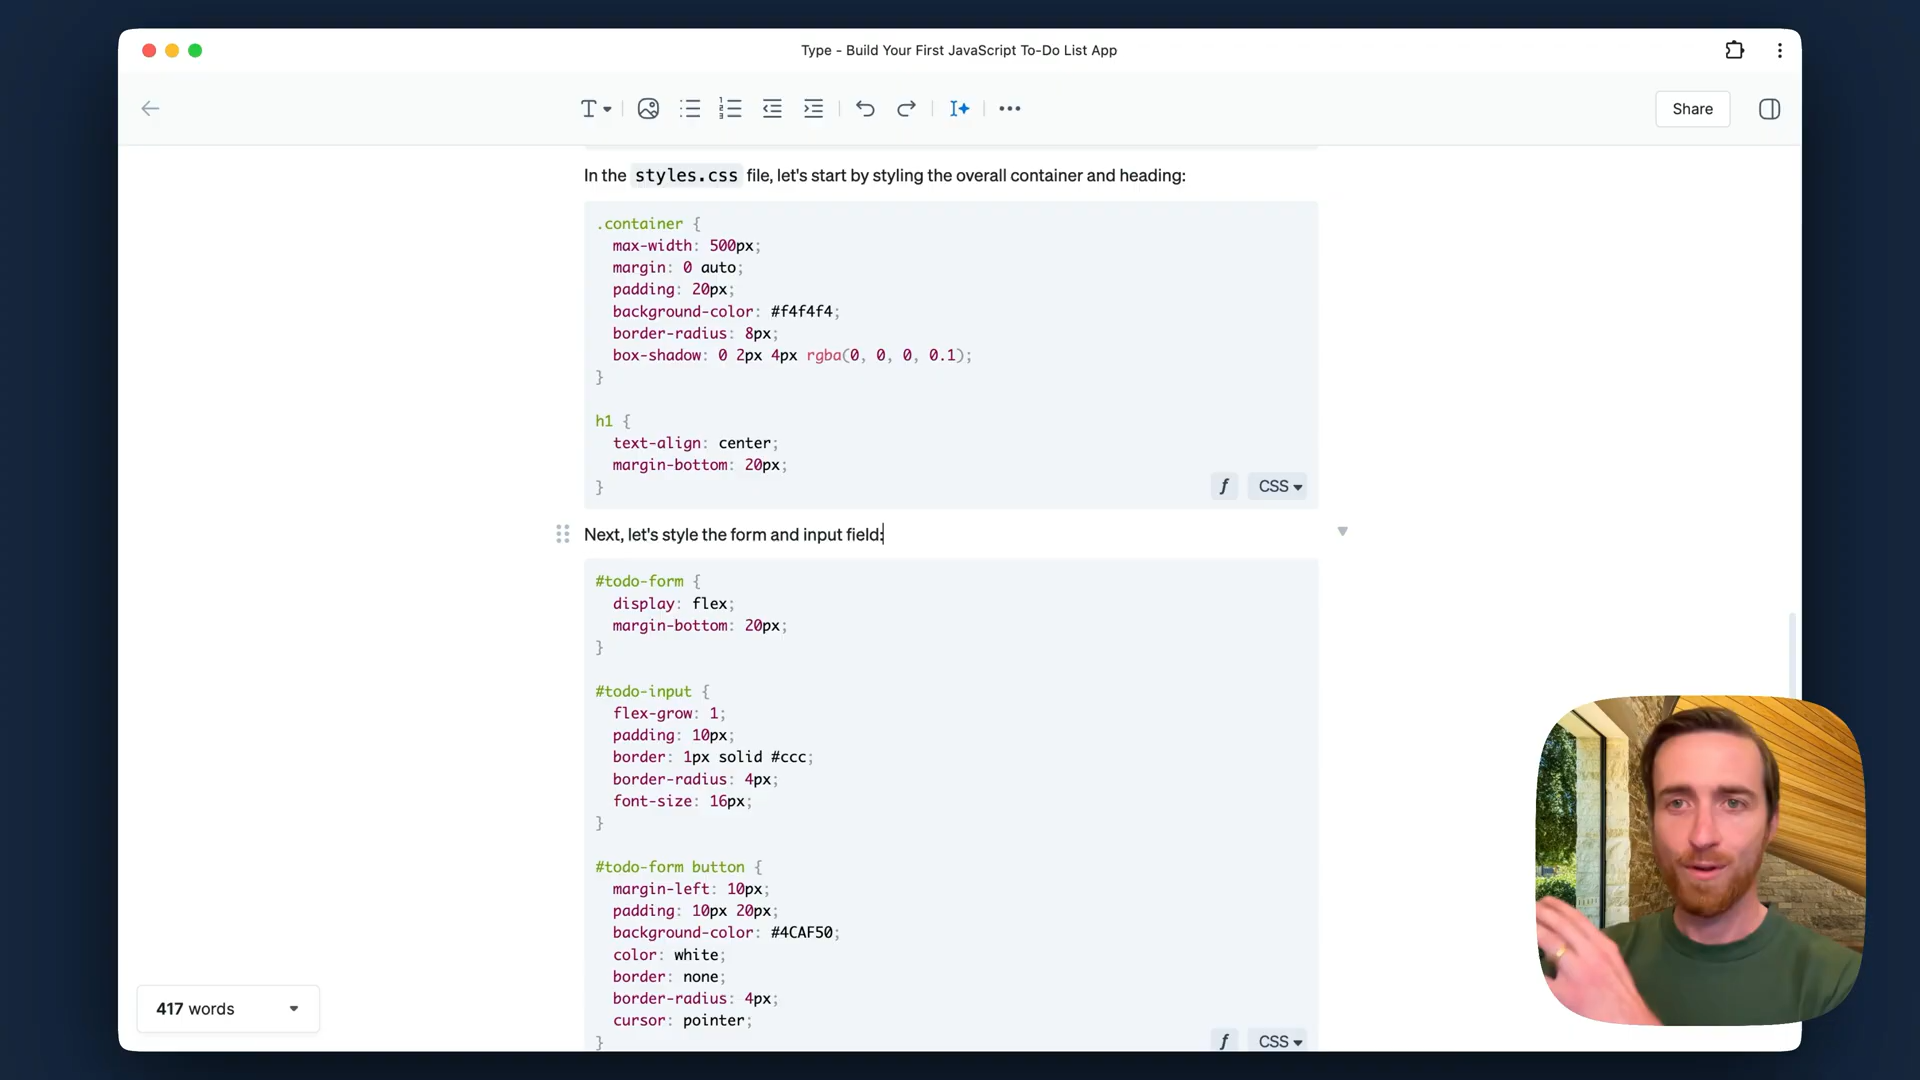 Type - Build Your First JavaScript To-Do List App
T
Share
In the styles.css file, let's start by styling the overall container and heading:
.container {
  max-width: 500px;
  margin: 0 auto;
  padding: 20px;
  background-color: #f4f4f4;
  border-radius: 8px;
  box-shadow: 0 2px 4px rgba(0, 0, 0, 0.1);
}
h1 {
  text-align: center;
  margin-bottom: 20px;
}
f CSS
Next, let's style the form and input field:
#todo-form {
  display: flex;
  margin-bottom: 20px;
}
#todo-input {
  flex-grow: 1;
  padding: 10px;
  border: 1px solid #ccc;
  border-radius: 4px;
  font-size: 16px;
}
#todo-form button {
  margin-left: 10px;
  padding: 10px 20px;
  background-color: #4CAF50;
  color: white;
  border: none;
  border-radius: 4px;
  cursor: pointer;
}
f CSS
417 words